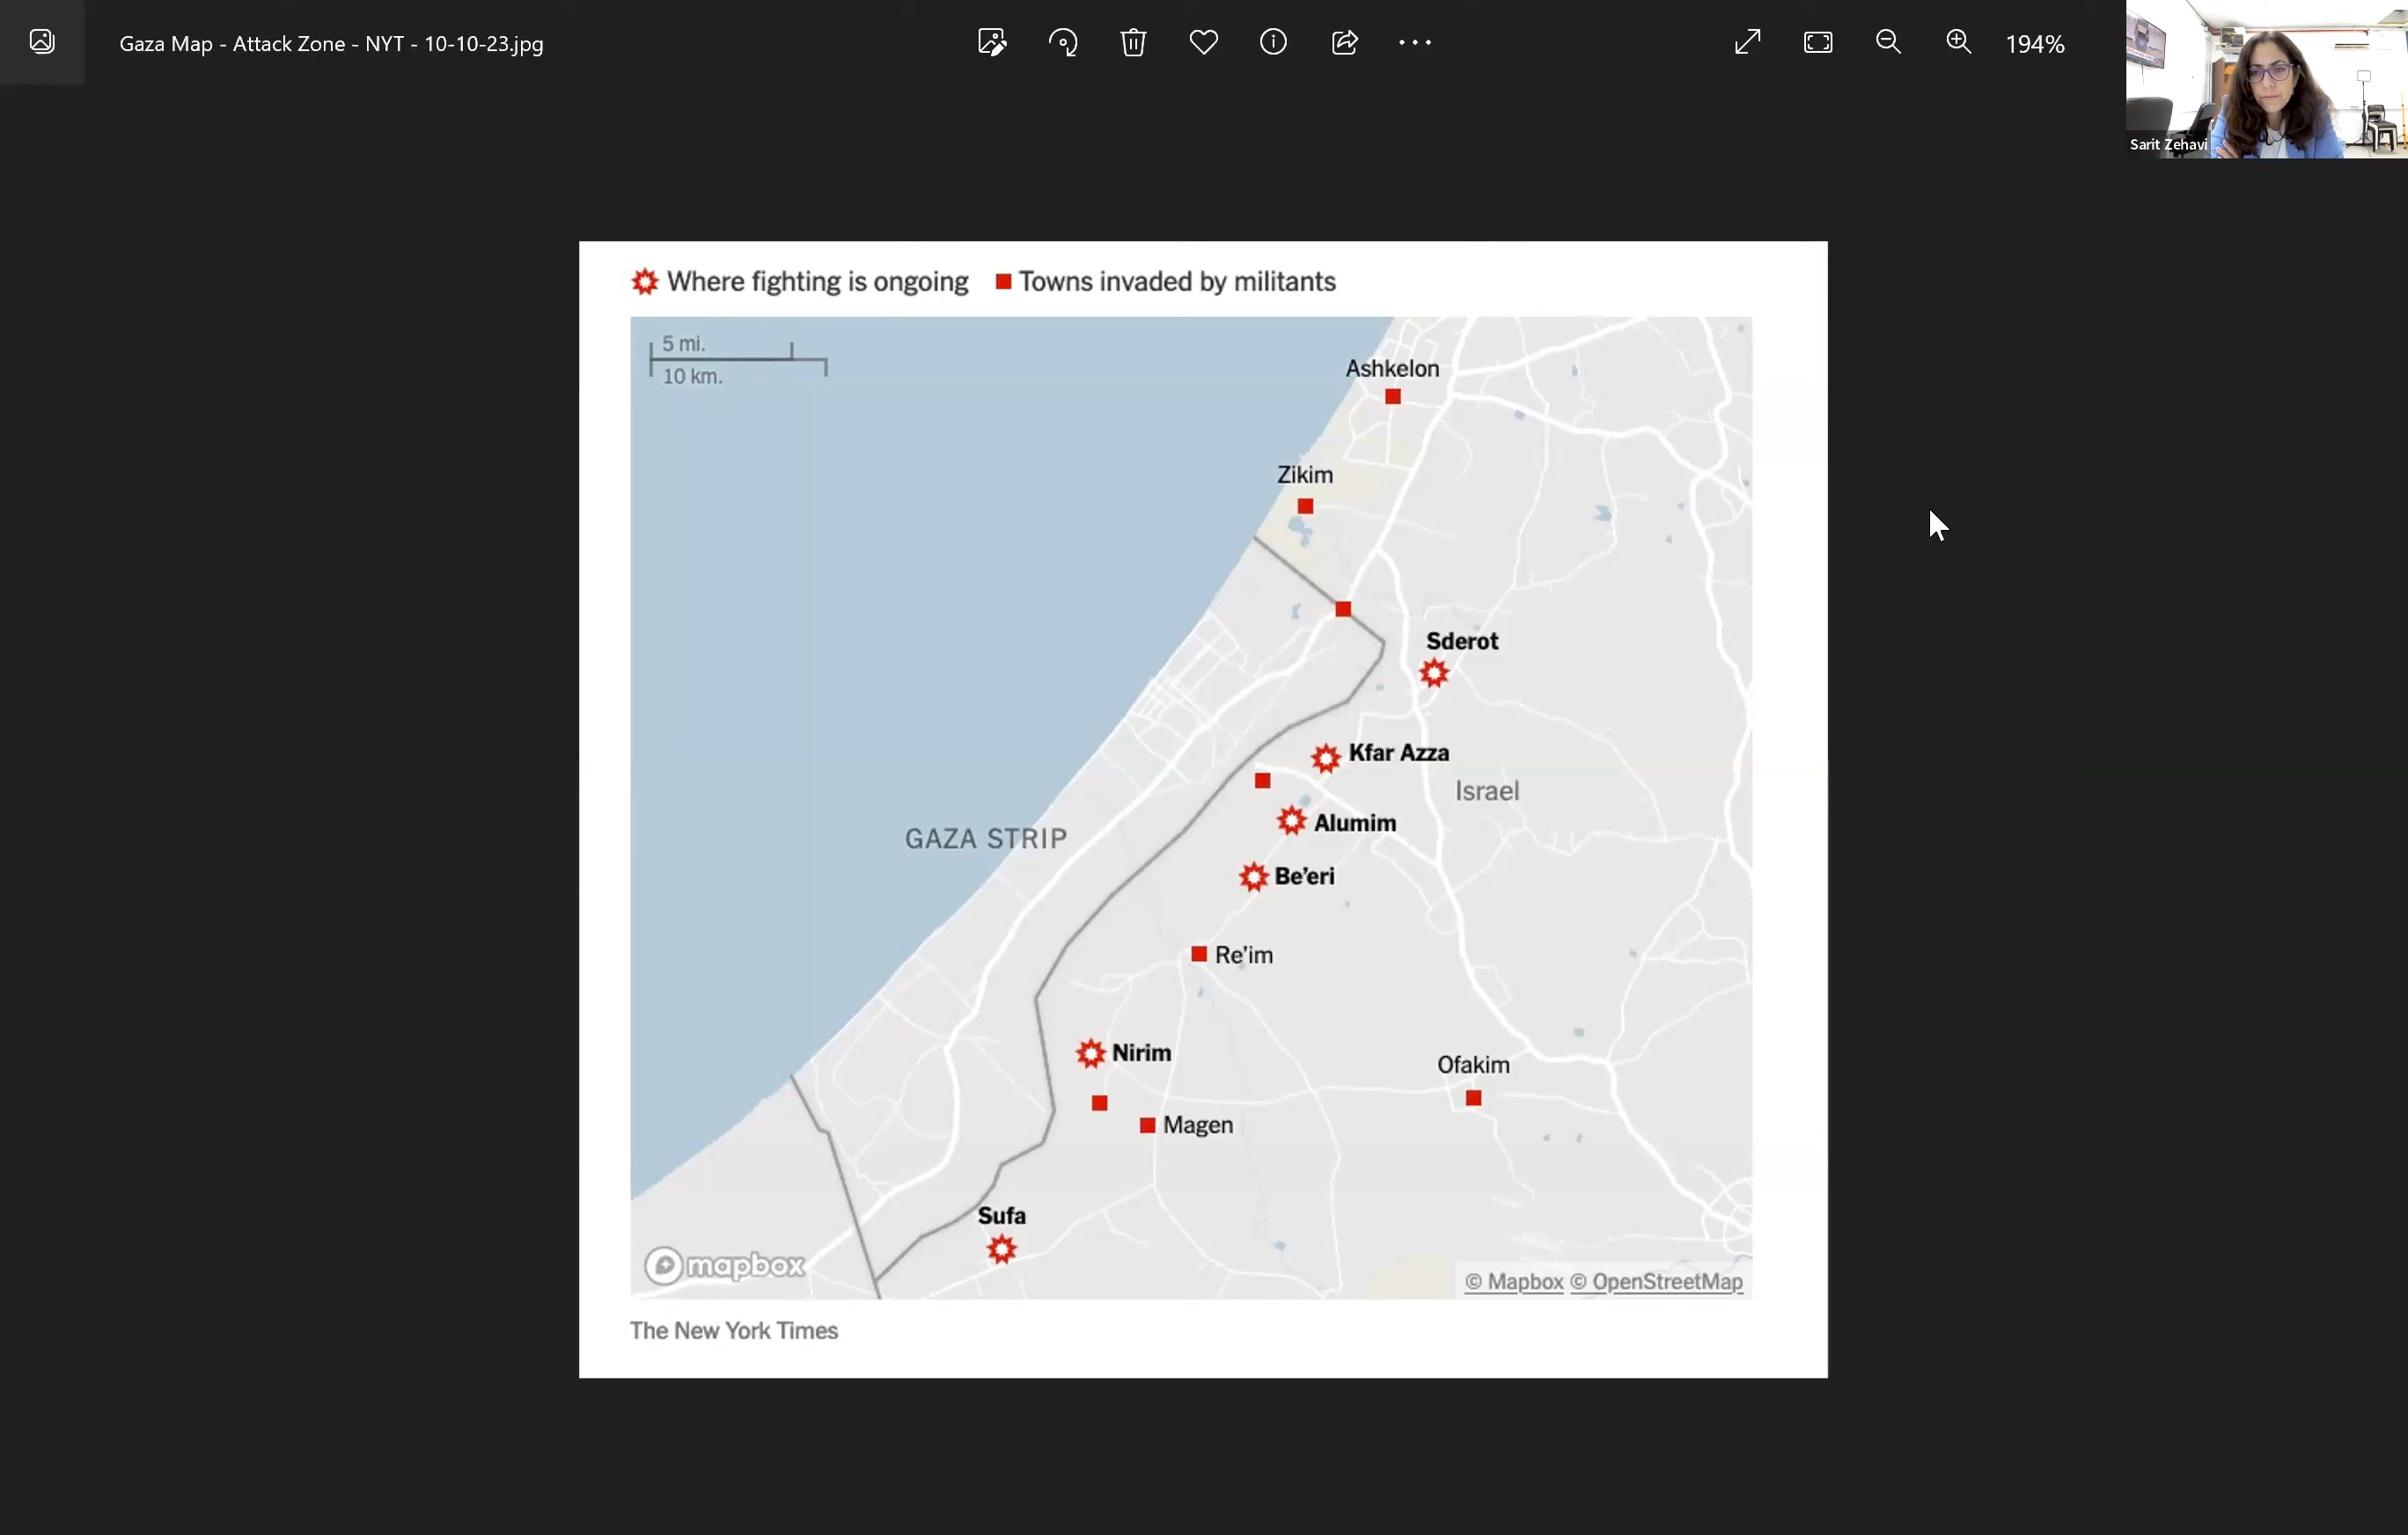 Gaza Map - Attack Zone - NYT - 10-10-23.jpg
194%
Sarit Zehavi
Where fighting is ongoing
Towns invaded by militants
5 mi.
10 km.
Ashkelon
Zikim
Sderot
Kfar Azza
Israel
Alumim
GAZA STRIP
Be'eri
Re'im
Nirim
Ofakim
Magen
Sufa
mapbox
© Mapbox © OpenStreetMap
The New York Times